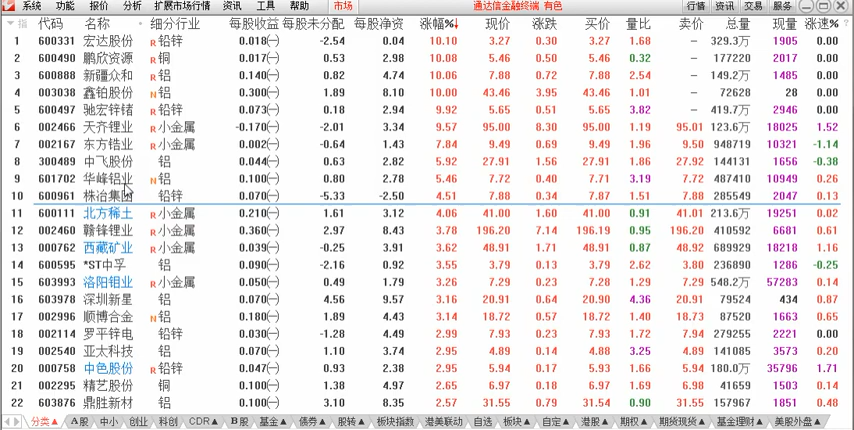 系统 功能 报价 分析 扩展市场行情 资讯 工具 帮助 市场 通达信金融终端 有色 行情 资讯 交易 服务
代码 名称 细分行业 每股收益 每股未分配 每股净资 涨幅%↓ 现价 涨跌 买价 量比 卖价 总量 现量 涨速%
1 600331 宏达股份 R 铅锌 0.018㈠ -2.54 0.04 10.10 3.27 0.30 3.27 1.68 – 329.3万 1905 0.00
2 600490 鹏欣资源 R 铜 0.017㈠ 0.53 2.98 10.08 5.46 0.50 5.46 0.32 – 177220 2017 0.00
3 600888 新疆众和 R 铝 0.140㈠ 0.82 4.74 10.06 7.88 0.72 7.88 2.54 – 149.2万 1485 0.00
4 003038 鑫铂股份 N 铝 0.300㈠ 1.89 8.10 10.00 43.46 3.95 43.46 1.01 – 72628 28 0.00
5 600497 驰宏锌锗 R 铅锌 0.073㈠ 0.18 2.94 9.92 5.65 0.51 5.65 3.82 – 419.7万 2946 0.00
6 002466 天齐锂业 R 小金属 -0.170㈠ -2.01 3.34 9.57 95.00 8.30 95.00 1.19 95.01 123.6万 18025 1.52
7 002167 东方锆业 R 小金属 0.002㈠ -0.64 1.43 7.84 9.49 0.69 9.49 1.96 9.50 948719 10321 -1.14
8 300489 中飞股份 铝 0.044㈠ 0.63 2.82 5.92 27.91 1.56 27.91 1.86 27.92 144131 1656 -0.38
9 601702 华峰铝业 N 铝 0.100㈠ 0.80 2.78 5.46 7.72 0.40 7.71 3.19 7.72 487410 10949 0.26
10 600961 株冶集团 铅锌 0.070㈠ -5.33 -2.50 4.51 7.88 0.34 7.87 1.51 7.88 285549 2047 0.13
11 600111 北方稀土 R 小金属 0.210㈠ 1.61 3.12 4.06 41.00 1.60 41.00 0.91 41.01 213.6万 19251 0.02
12 002460 赣锋锂业 R 小金属 0.360㈠ 2.97 8.43 3.78 196.20 7.14 196.19 0.95 196.20 410592 6681 0.61
13 000762 西藏矿业 R 小金属 0.039㈠ -0.25 3.91 3.62 48.91 1.71 48.91 0.87 48.92 689929 18218 1.16
14 600595 *ST中孚 铝 0.090㈠ -2.16 0.92 3.55 3.79 0.13 3.79 2.62 3.80 236890 1286 -0.25
15 603993 洛阳钼业 R 小金属 0.050㈠ 0.49 1.79 3.26 7.29 0.23 7.28 1.29 7.29 548.2万 57283 0.14
16 603978 深圳新星 铝 0.070㈠ 4.56 9.57 3.16 20.91 0.64 20.90 4.36 20.91 79524 434 0.87
17 002996 顺博合金 N 铝 0.180㈠ 1.89 4.43 3.14 18.72 0.57 18.72 1.40 18.73 87520 1663 0.65
18 002114 罗平锌电 铅锌 0.030㈠ -1.28 4.49 2.99 7.93 0.23 7.93 1.72 7.94 279255 2221 0.00
19 002540 亚太科技 铝 0.070㈠ 1.10 3.74 2.95 4.89 0.14 4.88 3.25 4.89 141085 3573 0.20
20 000758 中色股份 R 铅锌 0.047㈠ 0.93 2.38 2.95 5.94 0.17 5.93 1.66 5.94 180.0万 35796 1.71
21 002295 精艺股份 铜 0.100㈠ 1.38 4.97 2.65 6.97 0.18 6.97 1.69 6.98 41659 1503 0.14
22 603876 鼎胜新材 铝 0.100㈠ 3.10 8.35 2.57 31.55 0.79 31.54 0.90 31.55 157967 1851 0.48
分类▲ A股 中小 创业 科创 CDR▲ B股 基金▲ 债券▲ 股转▲ 板块指数 港美联动 自选 板块▲ 自定▲ 港股▲ 期权▲ 期货现货▲ 基金理财▲ 美股外盘▲